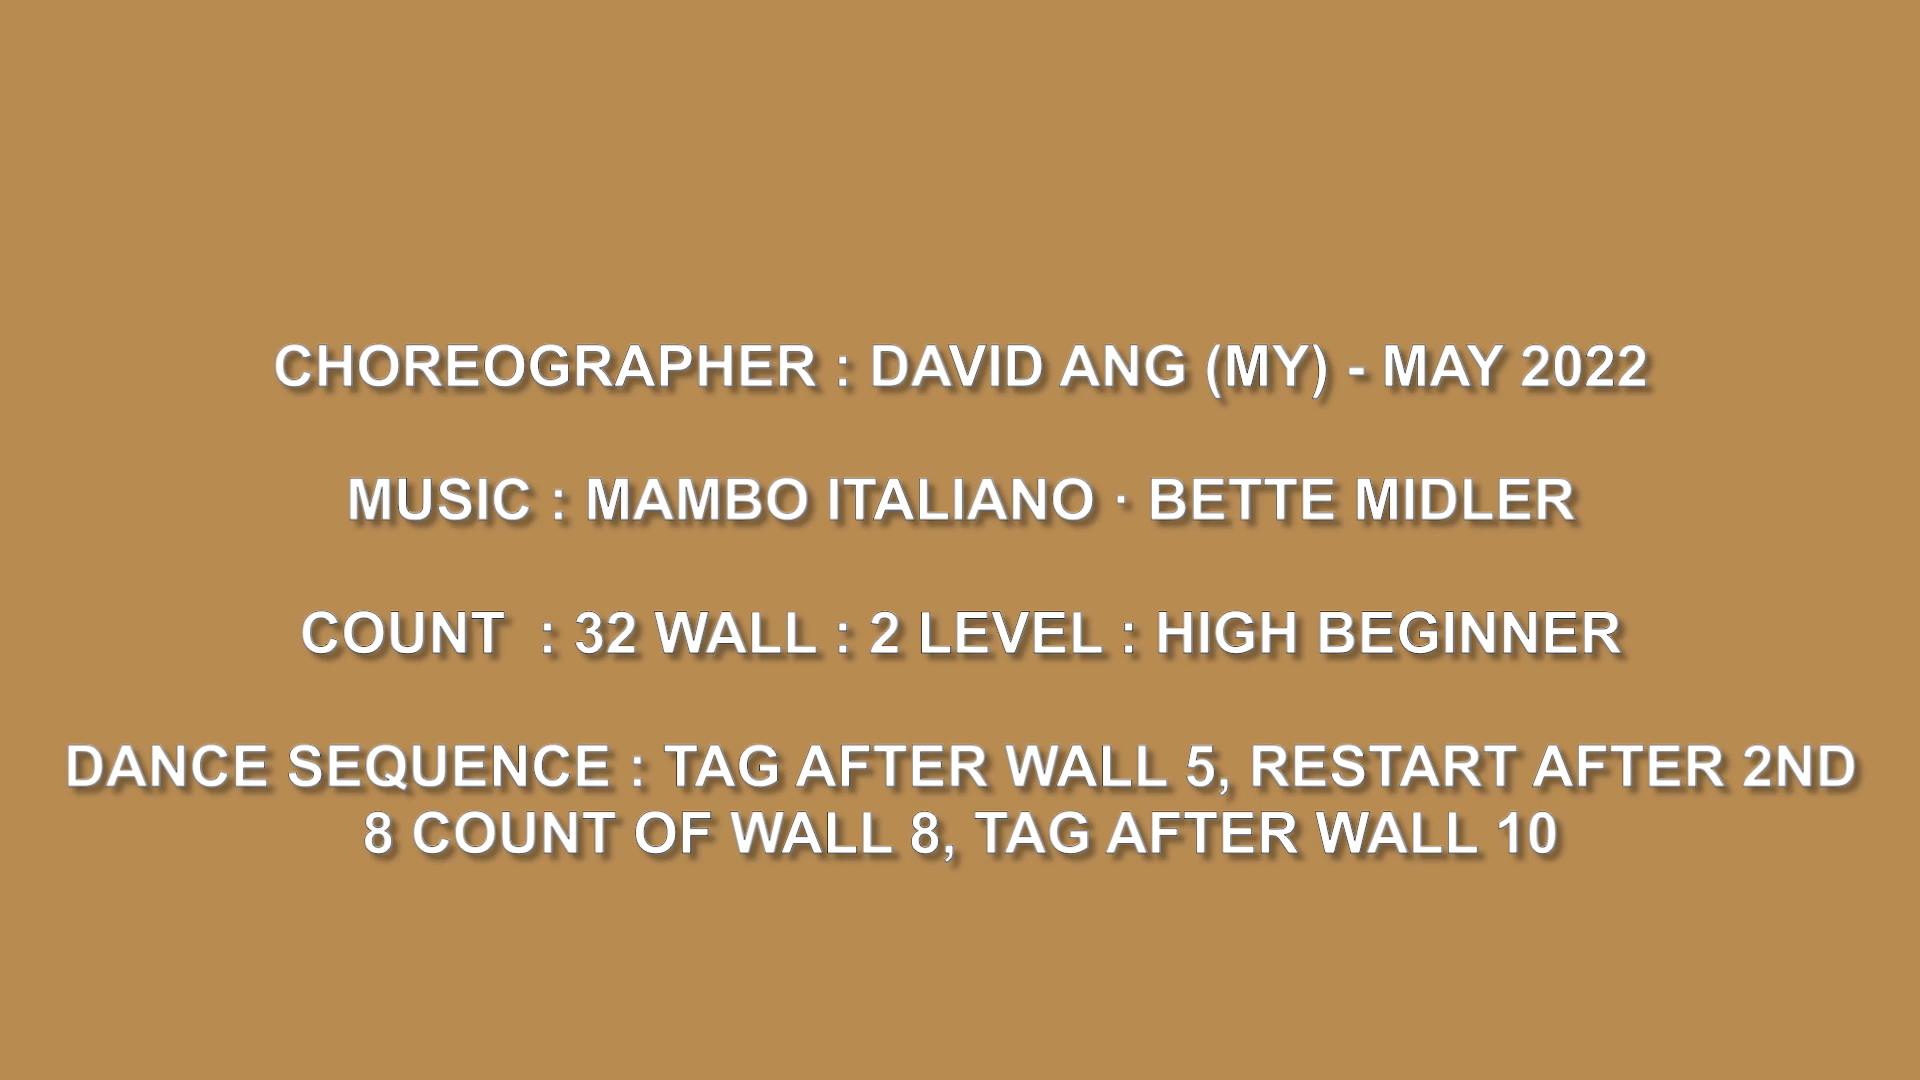 CHOREOGRAPHER : DAVID ANG (MY) - MAY 2022
MUSIC : MAMBO ITALIANO · BETTE MIDLER
COUNT  : 32 WALL : 2 LEVEL : HIGH BEGINNER
DANCE SEQUENCE : TAG AFTER WALL 5, RESTART AFTER 2ND
8 COUNT OF WALL 8, TAG AFTER WALL 10